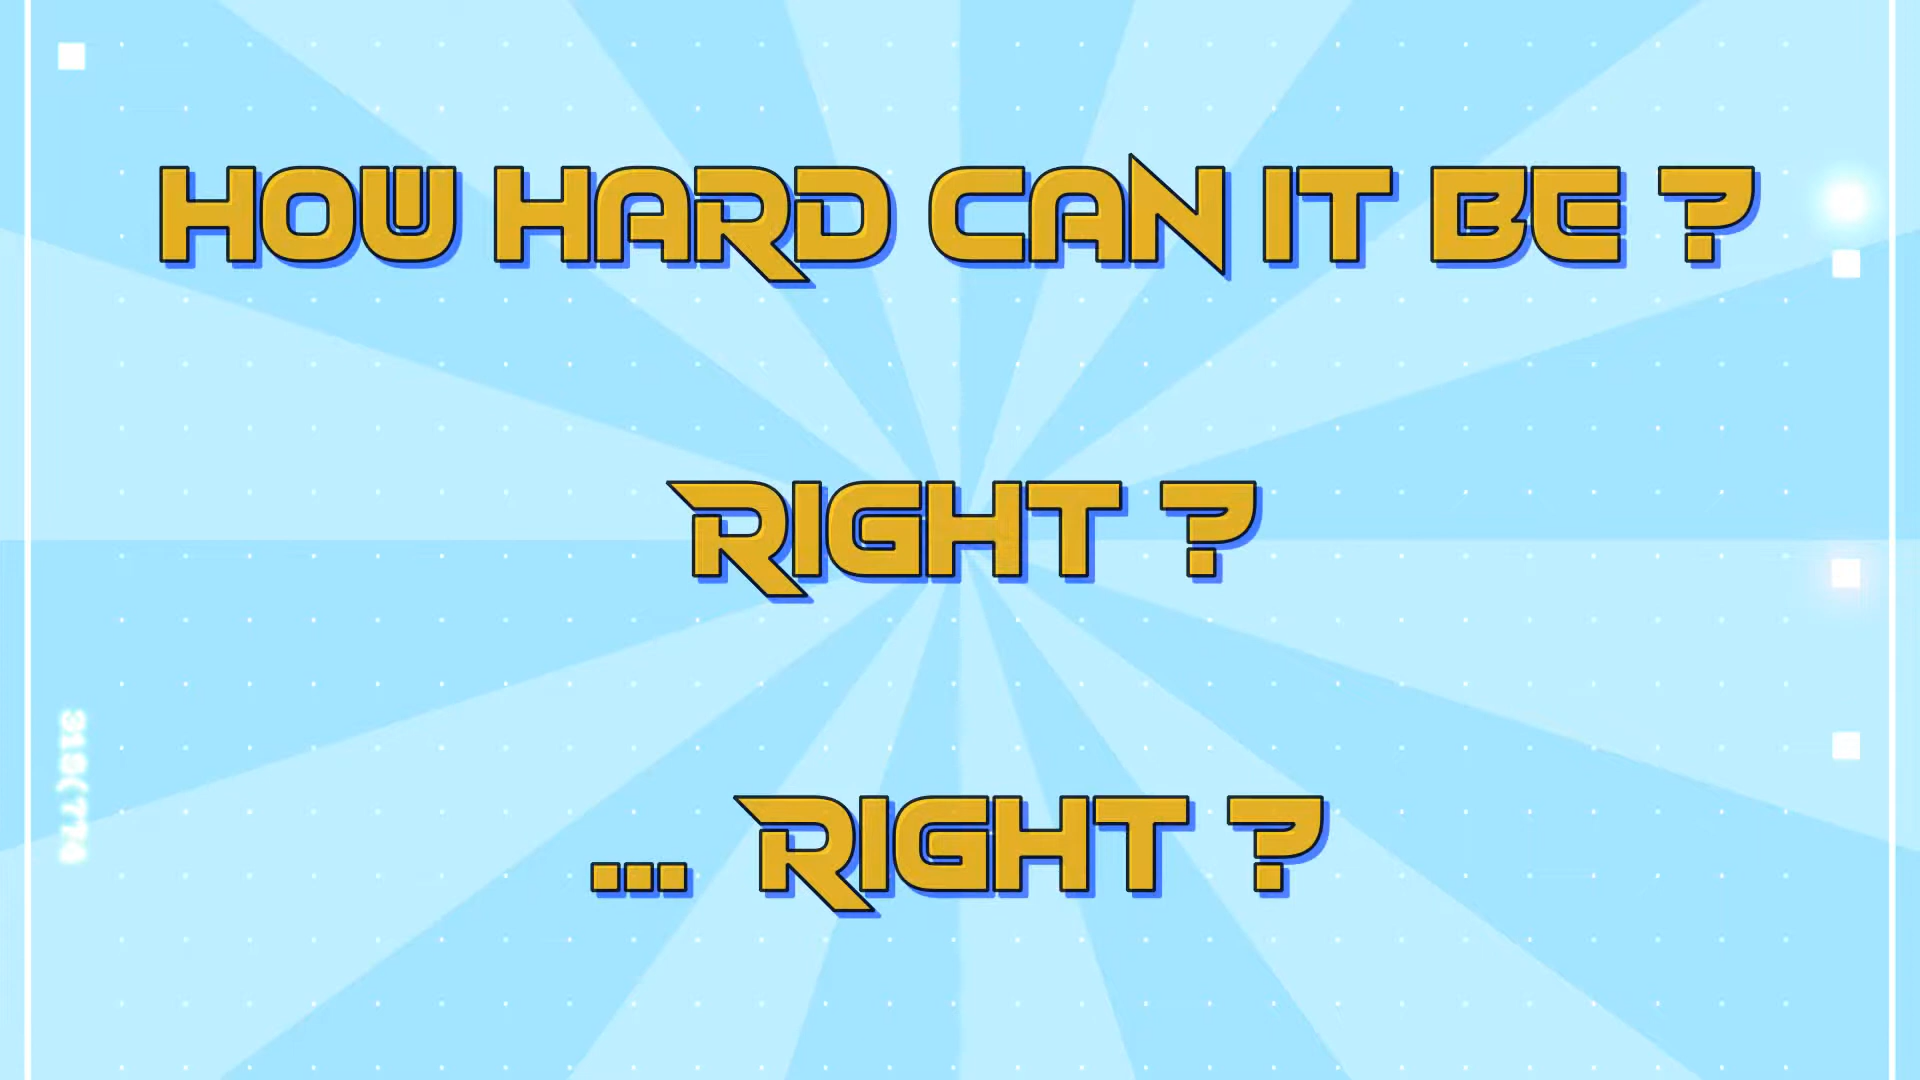 HOW HARD CAN IT BE ?
RIGHT ?
... RIGHT ?